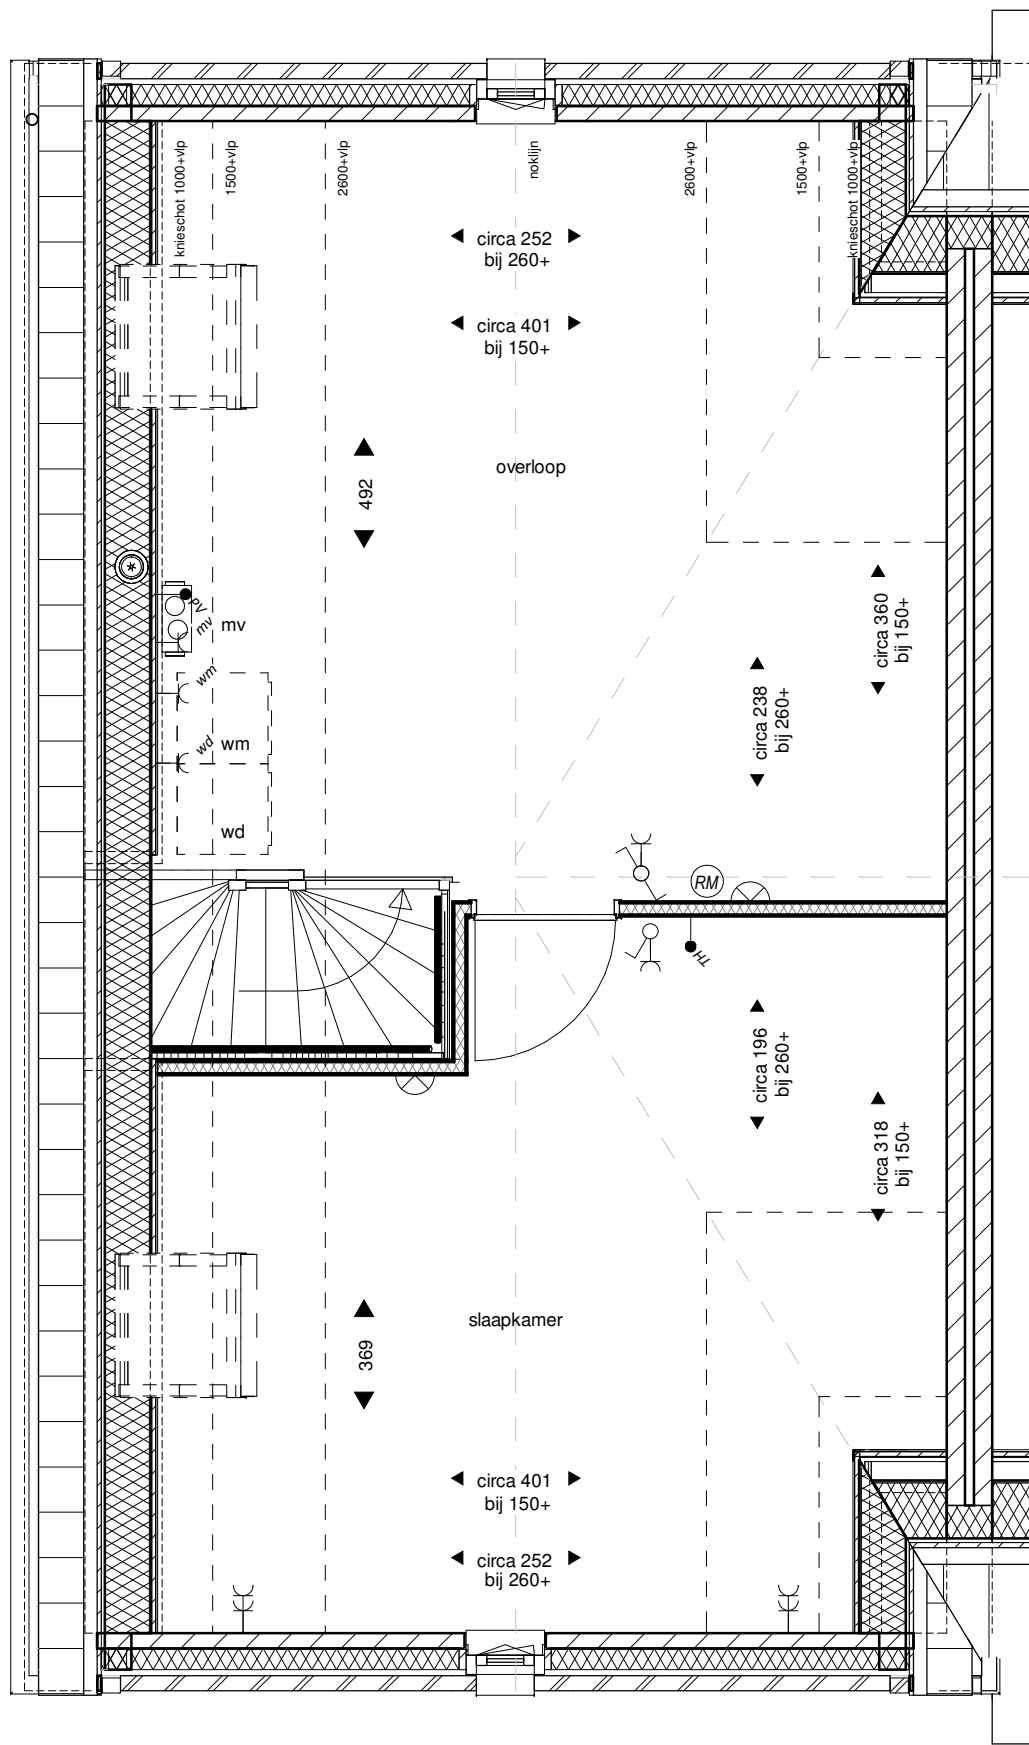 knieschot 1000+vlp
1500+vlp
2600+vlp
noklijn
2600+vlp
1500+vlp
knieschot 1000+vlp
circa 252
bij 260+
circa 401
bij 150+
overloop
492
PV
mv
mv
wm
wm
wd
wd
circa 360
bij 150+
circa 238
bij 260+
RM
TH
circa 196
bij 260+
circa 318
bij 150+
slaapkamer
369
circa 401
bij 150+
circa 252
bij 260+